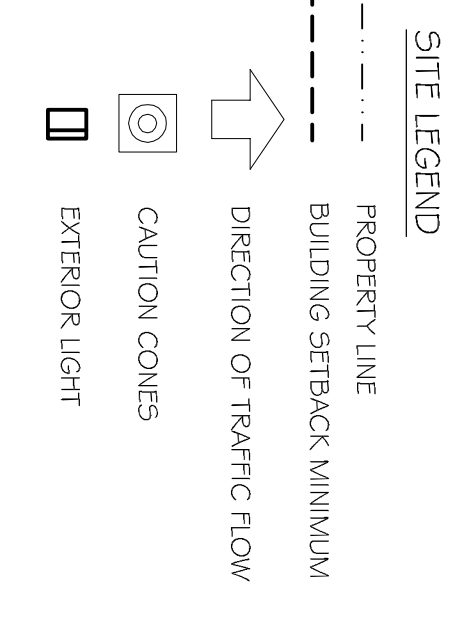 SITE LEGEND
PROPERTY LINE
BUILDING SETBACK MINIMUM
DIRECTION OF TRAFFIC FLOW
CAUTION CONES
EXTERIOR LIGHT